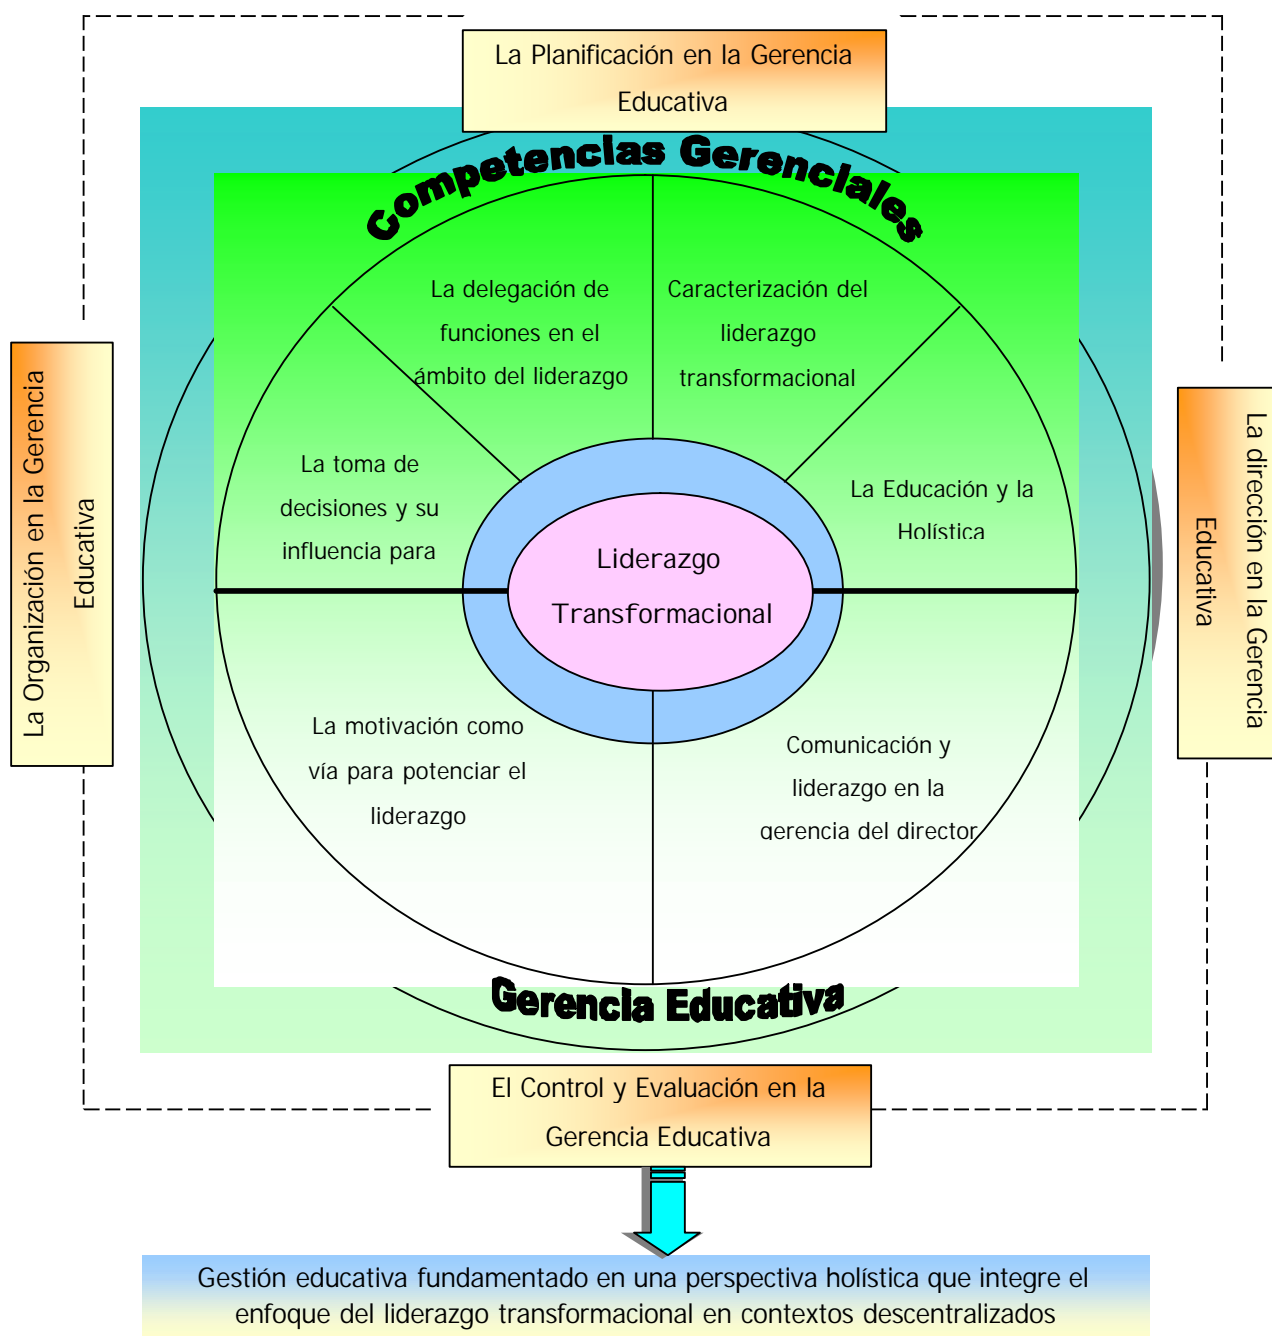 La Planificación en la Gerencia
Educativa
Competencias Gerenciales
La delegación de
funciones en el
ámbito del liderazgo
Caracterización del
liderazgo
transformacional
La toma de
decisiones y su
influencia para
La Educación y la
Holística
Liderazgo
Transformacional
La Organización en la Gerencia
Educativa
La dirección en la Gerencia
Educativa
La motivación como
vía para potenciar el
liderazgo
Comunicación y
liderazgo en la
gerencia del director
Gerencia Educativa
El Control y Evaluación en la
Gerencia Educativa
Gestión educativa fundamentado en una perspectiva holística que integre el
enfoque del liderazgo transformacional en contextos descentralizados